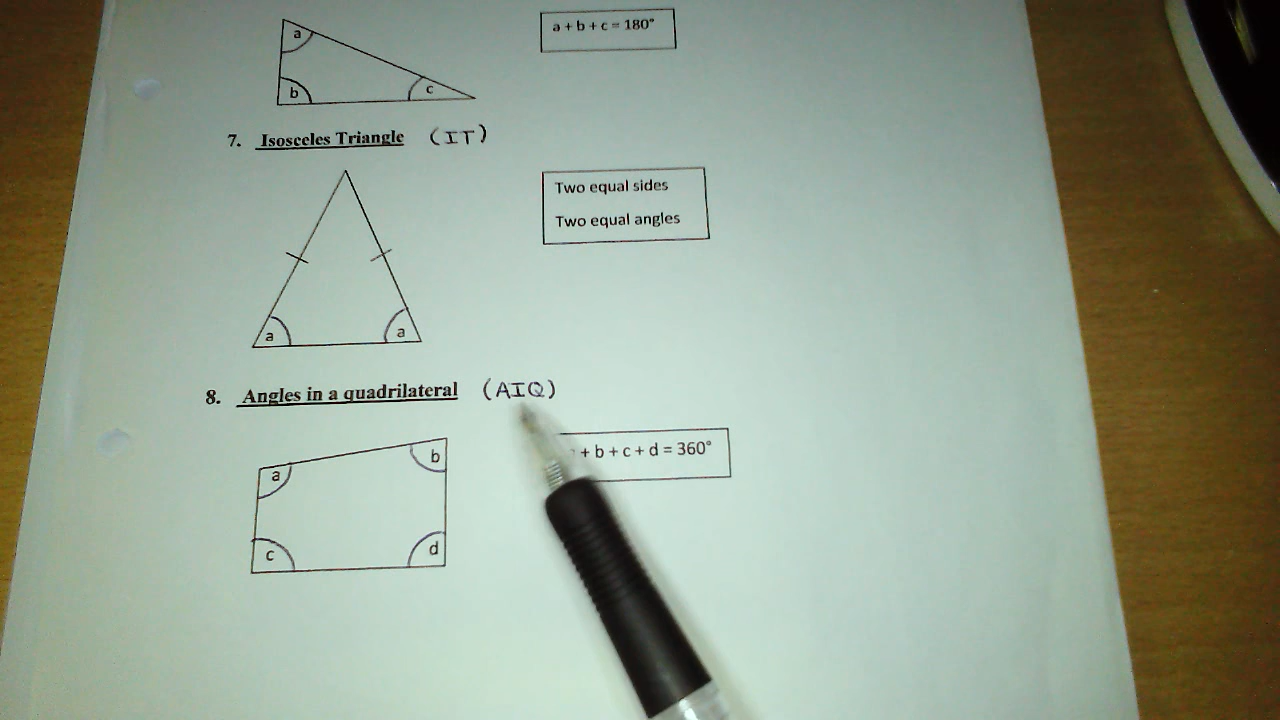 a
a + b + c = 180°
b
c
7. Isosceles Triangle (IT)
Two equal sides
Two equal angles
a
a
8. Angles in a quadrilateral (AIQ)
a
b
+ b + c + d = 360°
c
d